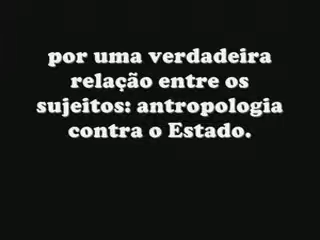 por uma verdadeira
relação entre os
sujeitos: antropologia
contra o Estado.